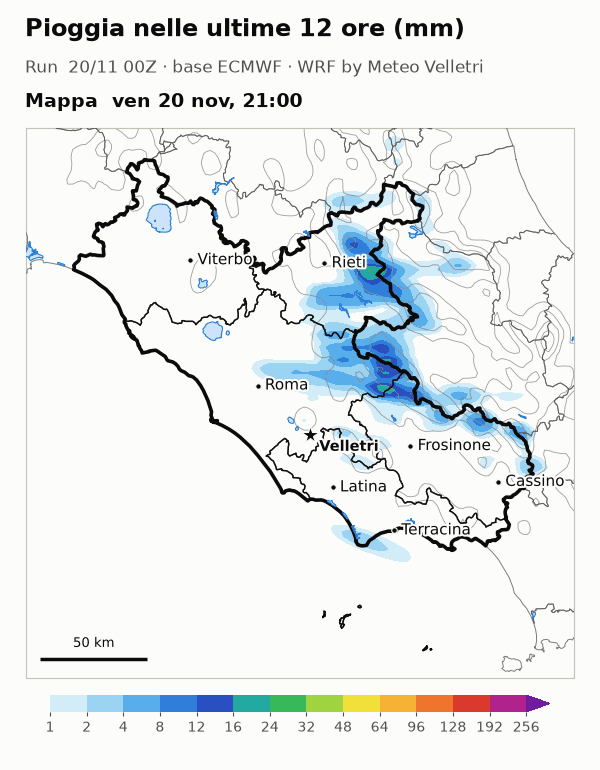 Pioggia nelle ultime 12 ore (mm)
Run  20/11 00Z · base ECMWF · WRF by Meteo Velletri
Mappa  ven 20 nov, 21:00
Viterbo
Rieti
Roma
Velletri
Frosinone
Latina
Cassino
Terracina
50 km
1 2 4 8 12 16 24 32 48 64 96 128 192 256